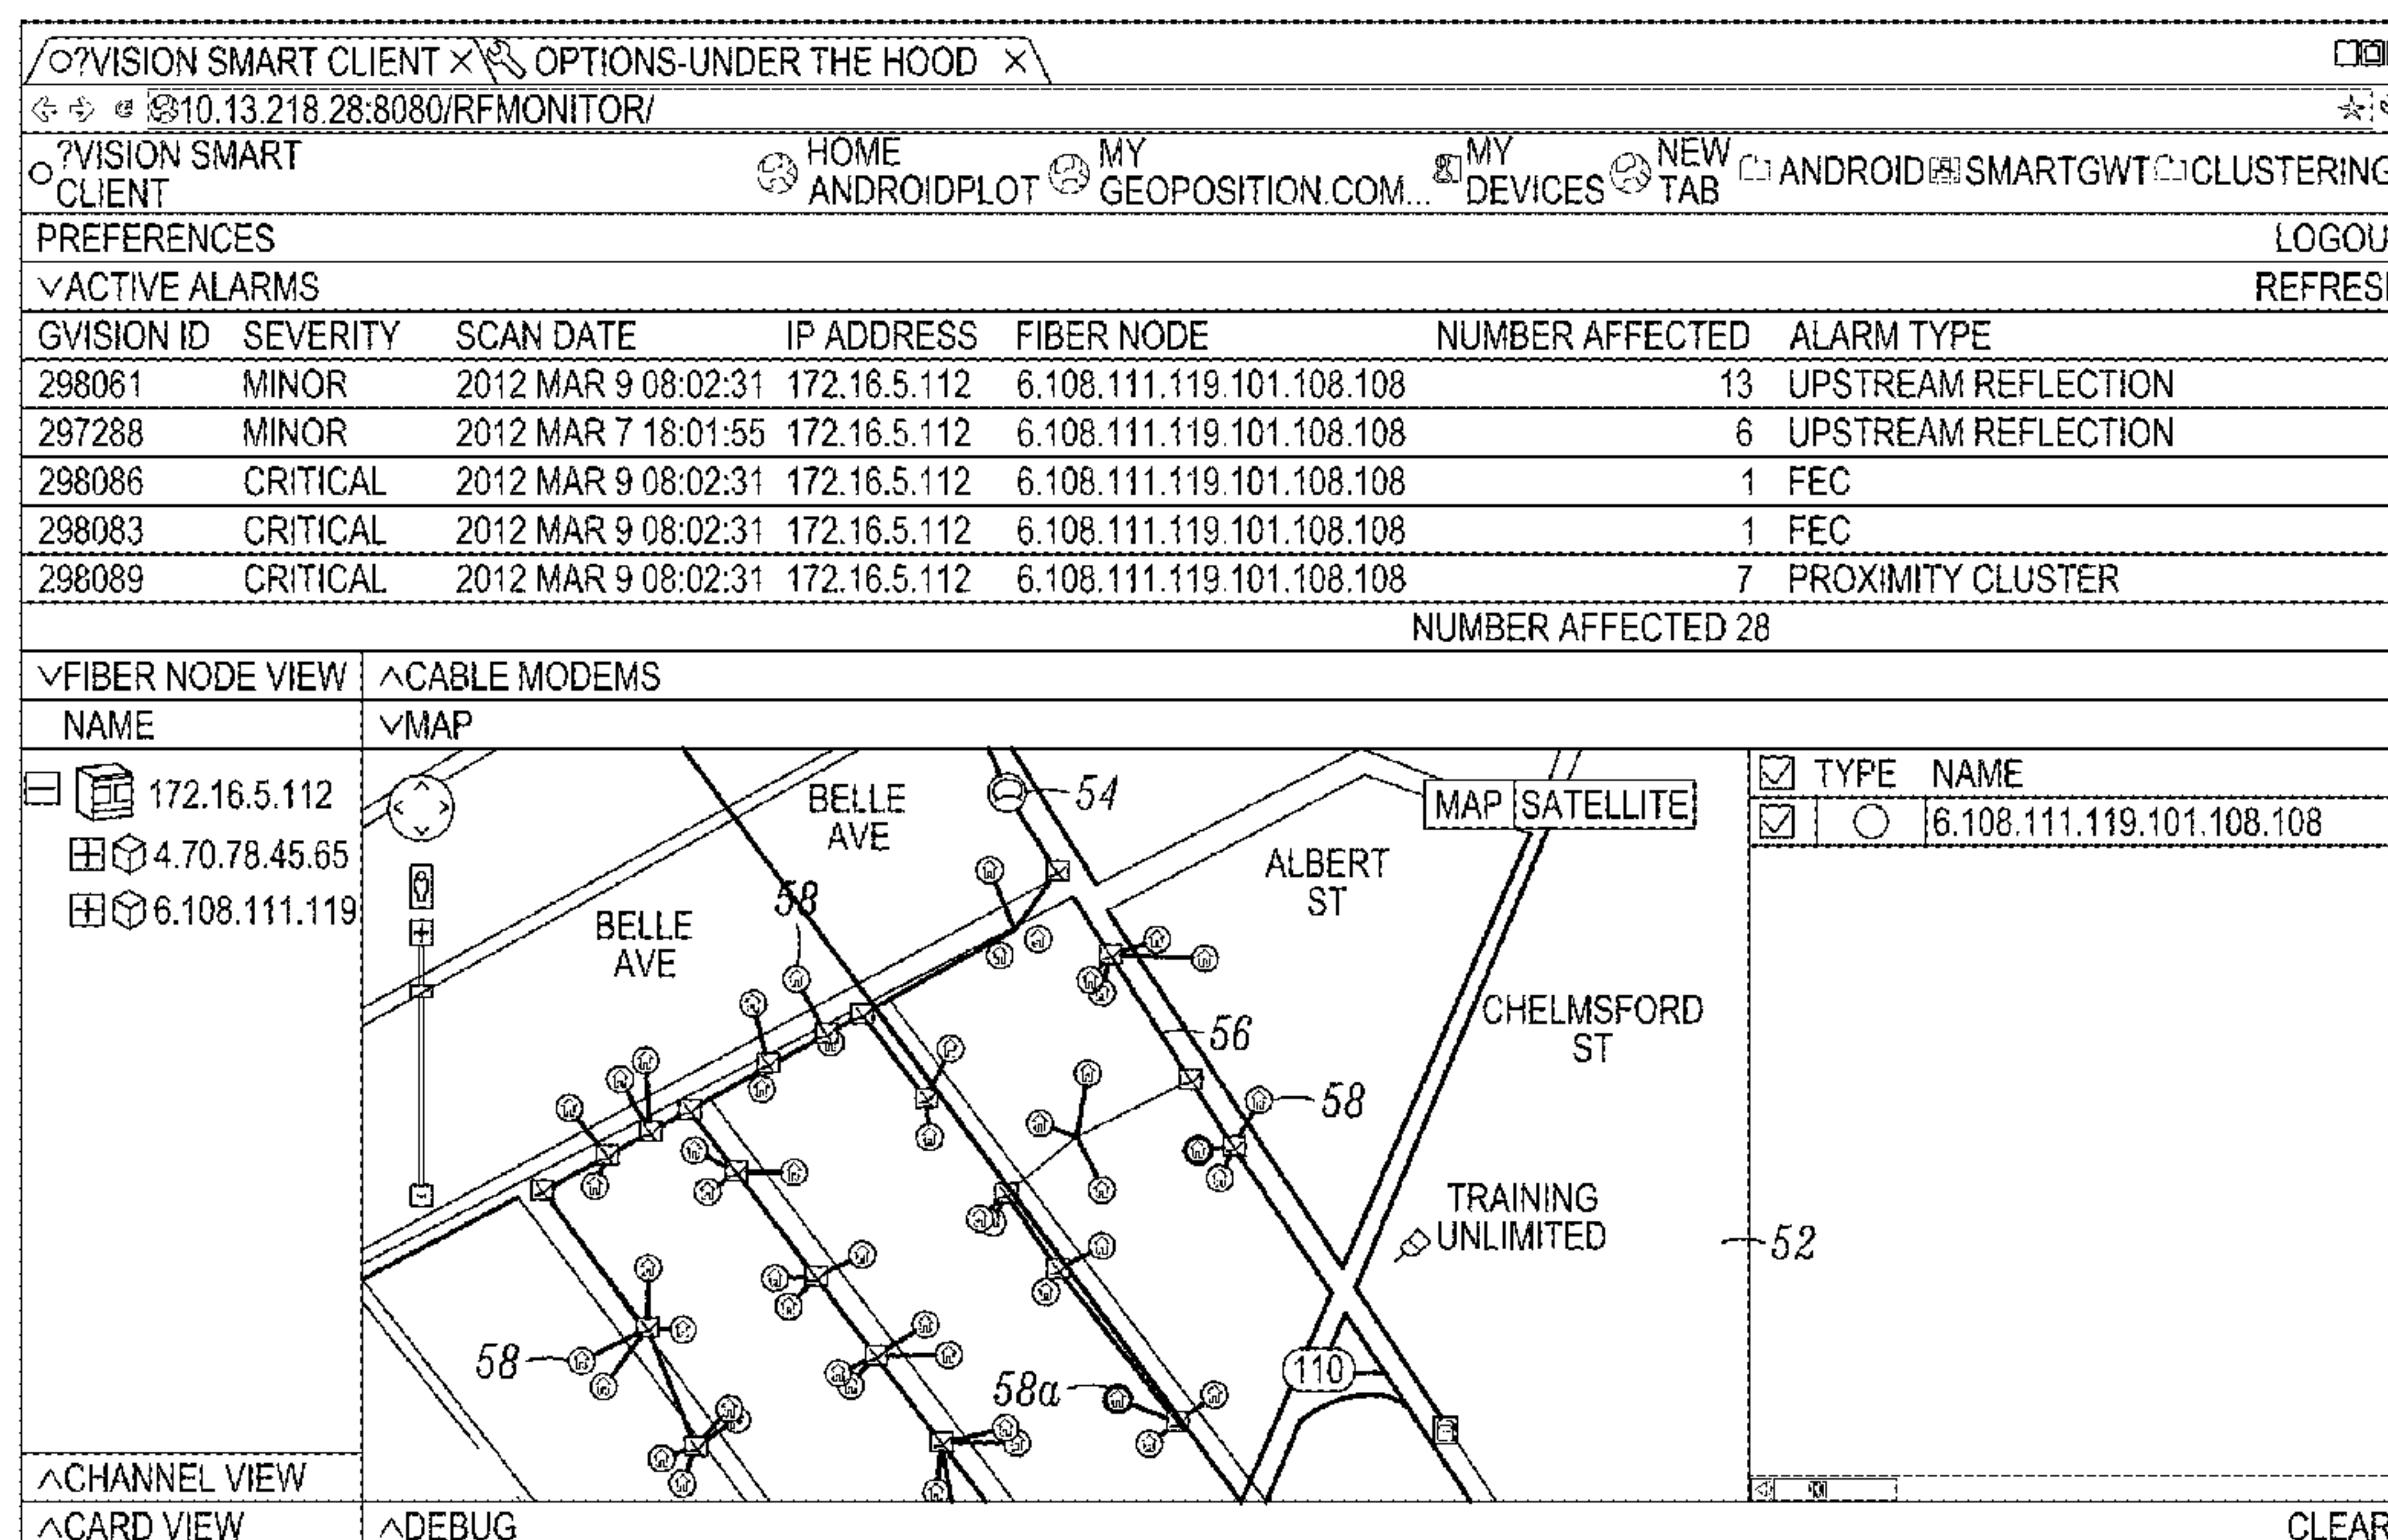 O?VISION SMART CLIENT X OPTIONS-UNDER THE HOOD X
10.13.218.28:8080/RFMONITOR/
?VISION SMART CLIENT HOME ANDROIDPLOT MY GEOPOSITION.COM... MY DEVICES NEW TAB ANDROID SMARTGWT CLUSTERING
PREFERENCES LOGOU
ACTIVE ALARMS REFRESH
GVISION ID SEVERITY SCAN DATE IP ADDRESS FIBER NODE NUMBER AFFECTED ALARM TYPE
298061 MINOR 2012 MAR 9 08:02:31 172.16.5.112 6.108.111.119.101.108.108 13 UPSTREAM REFLECTION
297288 MINOR 2012 MAR 7 18:01:55 172.16.5.112 6.108.111.119.101.108.108 6 UPSTREAM REFLECTION
298086 CRITICAL 2012 MAR 9 08:02:31 172.16.5.112 6.108.111.119.101.108.108 1 FEC
298083 CRITICAL 2012 MAR 9 08:02:31 172.16.5.112 6.108.111.119.101.108.108 1 FEC
298089 CRITICAL 2012 MAR 9 08:02:31 172.16.5.112 6.108.111.119.101.108.108 7 PROXIMITY CLUSTER
NUMBER AFFECTED 28
FIBER NODE VIEW CABLE MODEMS
NAME MAP
172.16.5.112
4.70.78.45.65
6.108.111.119
BELLE
AVE
BELLE
AVE
54
MAP SATELLITE
ALBERT
ST
58
56
CHELMSFORD
ST
58
TRAINING
UNLIMITED
52
58
58a
110
TYPE NAME
6.108.111.119.101.108.108
CHANNEL VIEW
CARD VIEW DEBUG CLEAR